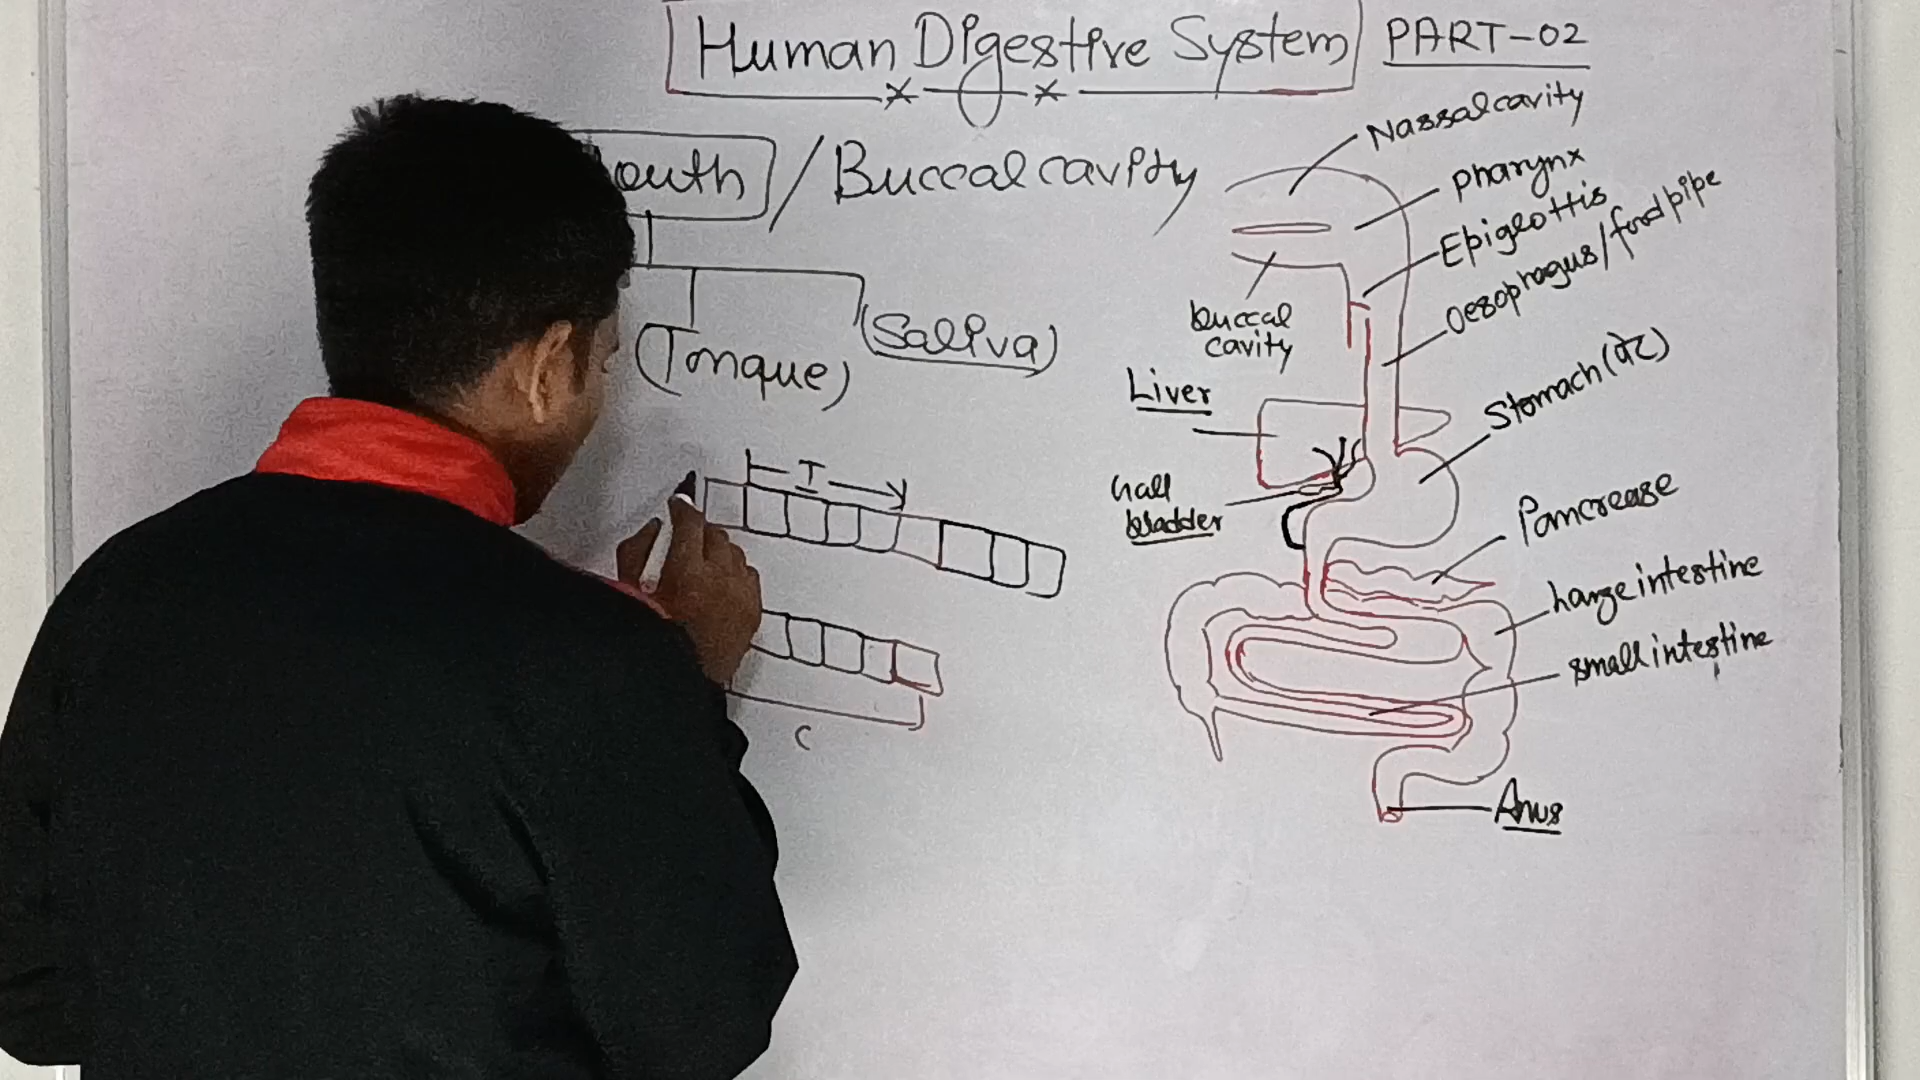 Human Digestive System PART-02
outh / Buccal cavity
(Tongue)
(Saliva)
I
C
Nassal cavity
Pharynx
Epigeottis
Oesophagus/food pipe
buccal
cavity
Liver
Stomach (पेट)
Gall
bladder
Pancrease
Large intestine
small intestine
Anus